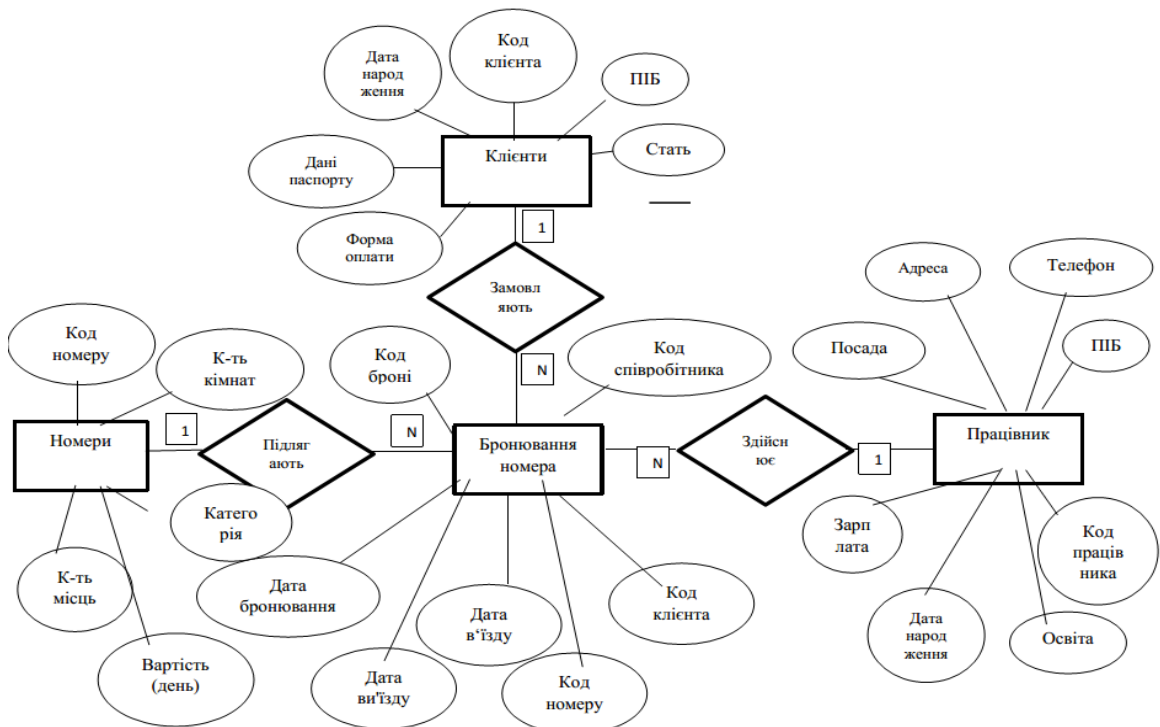 Код
клієнта
Дата
народ
ження
ПІБ
Клієнти
Стать
Дані
паспорту
1
Форма
оплати
Замовл
яють
Адреса
Телефон
Код
номеру
К-ть
кімнат
Код
броні
N
Код
співробітника
Посада
ПІБ
Номери
1
Підляг
ають
N
Бронювання
номера
N
Здійсн
ює
1
Працівник
Катего
рія
Зарп
лата
Код
праців
ника
К-ть
місць
Дата
бронювання
Дата
в‘їзду
Код
клієнта
Дата
народ
ження
Освіта
Вартість
(день)
Дата
ви'їзду
Код
номеру